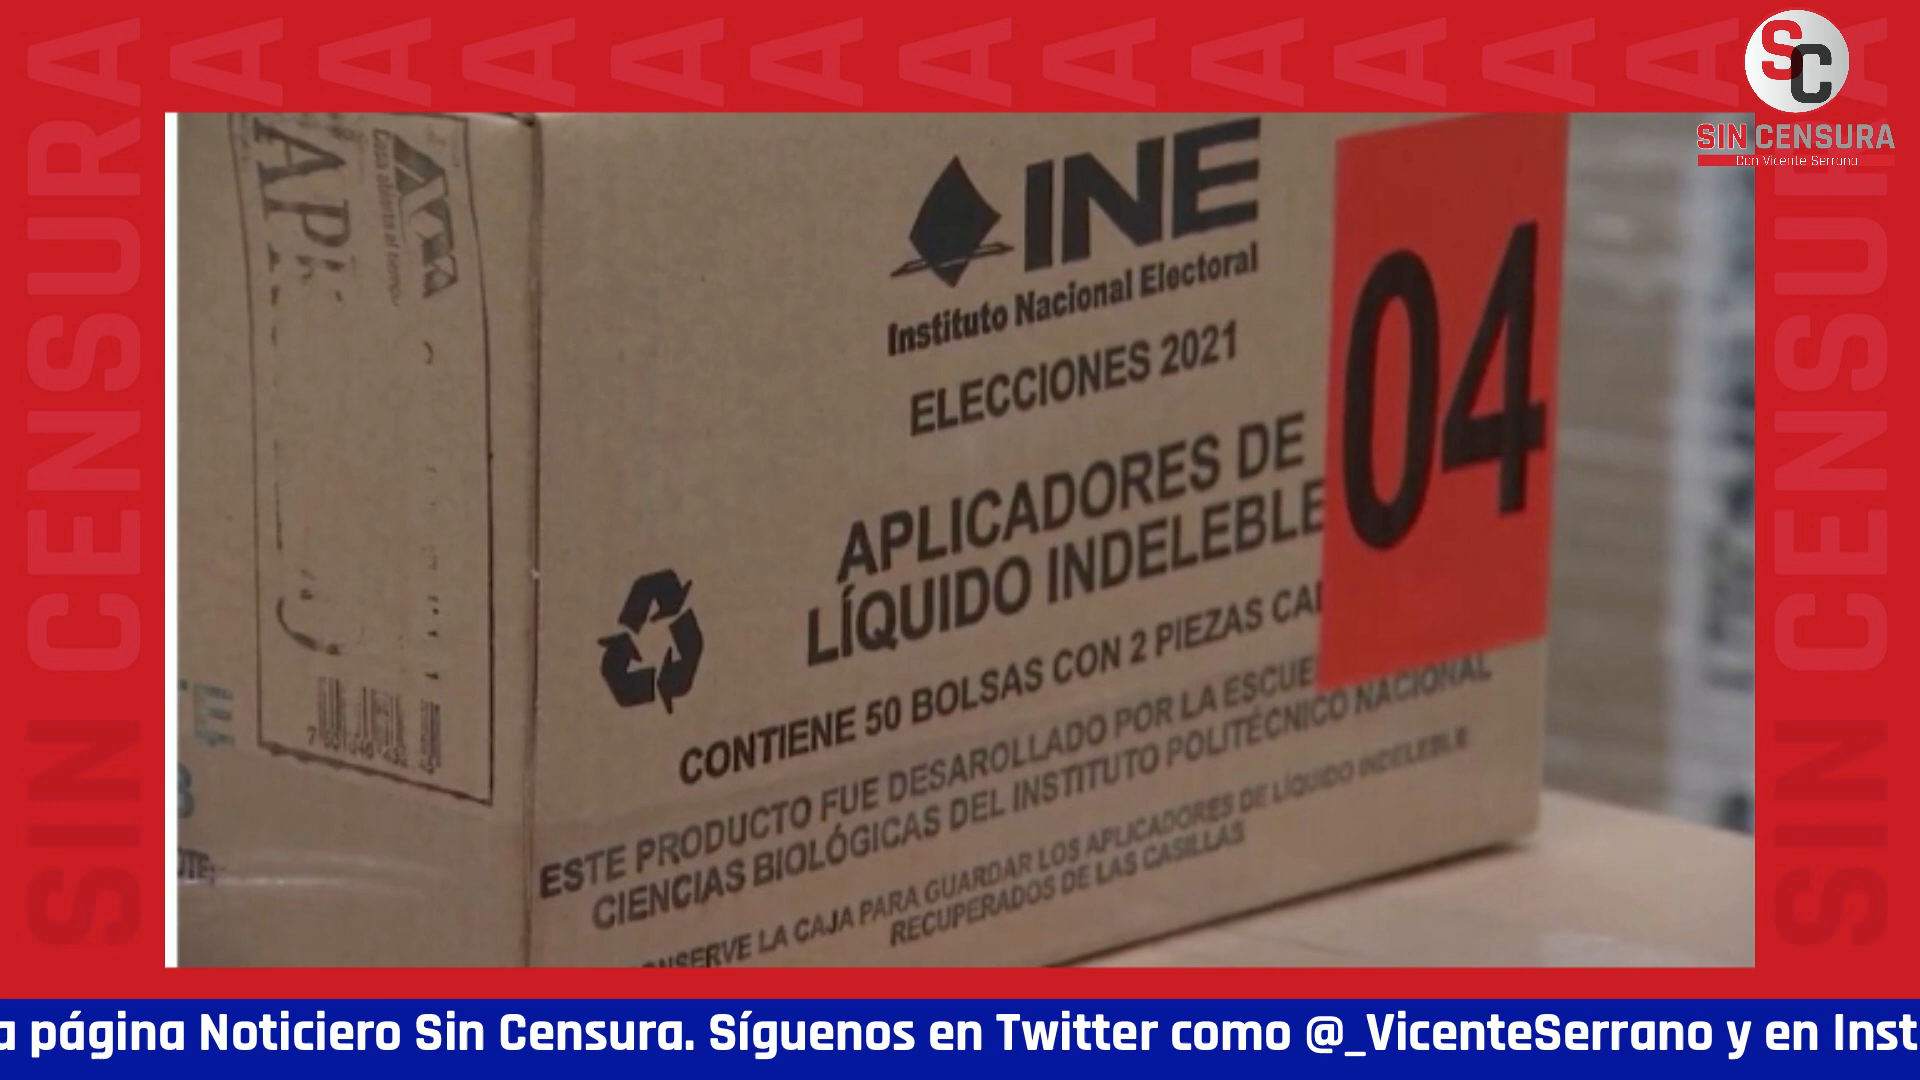 SC
SIN CENSURA
Con Vicente Serrano
SIN CENSURA
SIN CENSURA
INE
Instituto Nacional Electoral
ELECCIONES 2021
04
APLICADORES DE
LÍQUIDO INDELEBLE
CONTIENE 50 BOLSAS CON 2 PIEZAS CA
ESTE PRODUCTO FUE DESAROLLADO POR LA ESCUE
CIENCIAS BIOLÓGICAS DEL INSTITUTO POLITÉCNICO NACIONAL
NSERVE LA CAJA PARA GUARDAR LOS APLICADORES DE LÍQUIDO INDELEBLE
RECUPERADOS DE LAS CASILLAS
a página Noticiero Sin Censura. Síguenos en Twitter como @_VicenteSerrano y en Inst